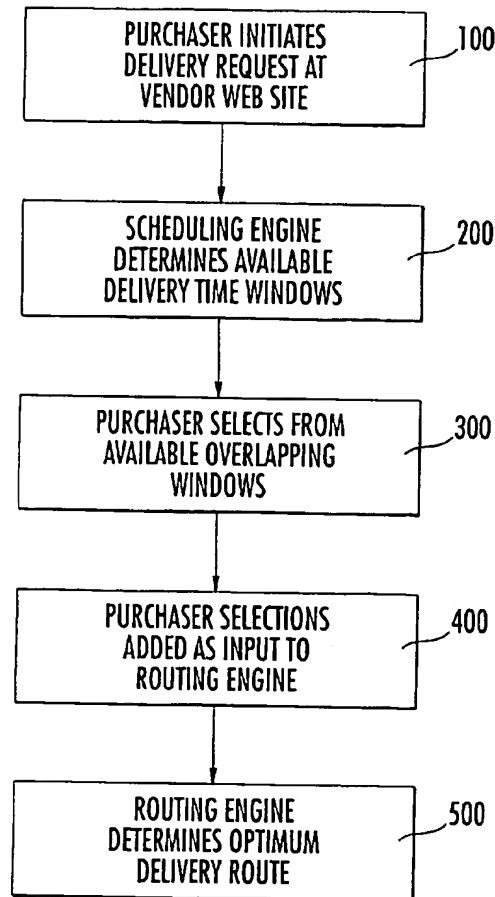 PURCHASER INITIATES
DELIVERY REQUEST AT
VENDOR WEB SITE
100
SCHEDULING ENGINE
DETERMINES AVAILABLE
DELIVERY TIME WINDOWS
200
PURCHASER SELECTS FROM
AVAILABLE OVERLAPPING
WINDOWS
300
PURCHASER SELECTIONS
ADDED AS INPUT TO
ROUTING ENGINE
400
ROUTING ENGINE
DETERMINES OPTIMUM
DELIVERY ROUTE
500